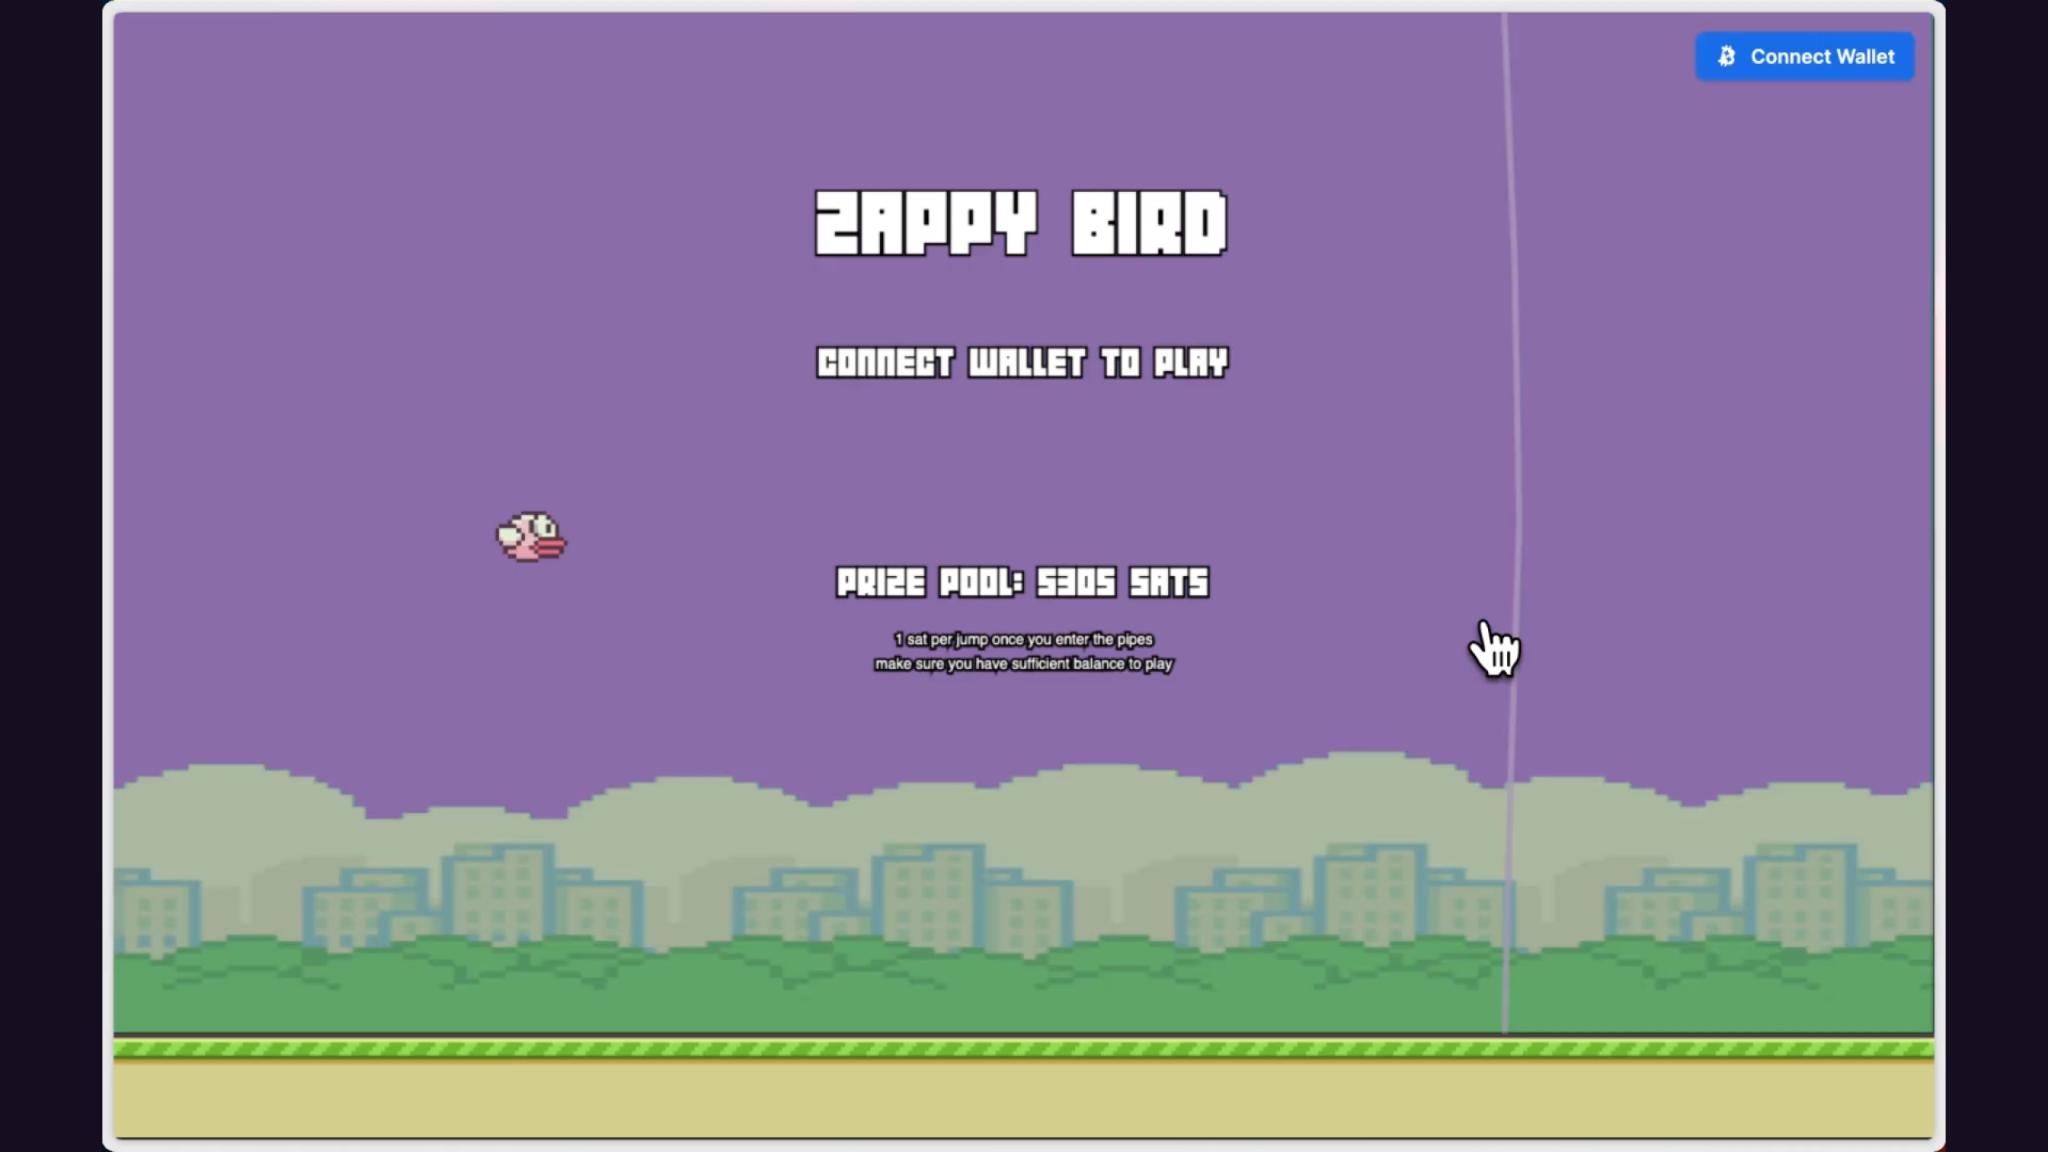 Connect Wallet
ZAPPY BIRD
CONNECT WALLET TO PLAY
PRIZE POOL: 5305 SATS
1 sat per jump once you enter the pipes
make sure you have sufficient balance to play